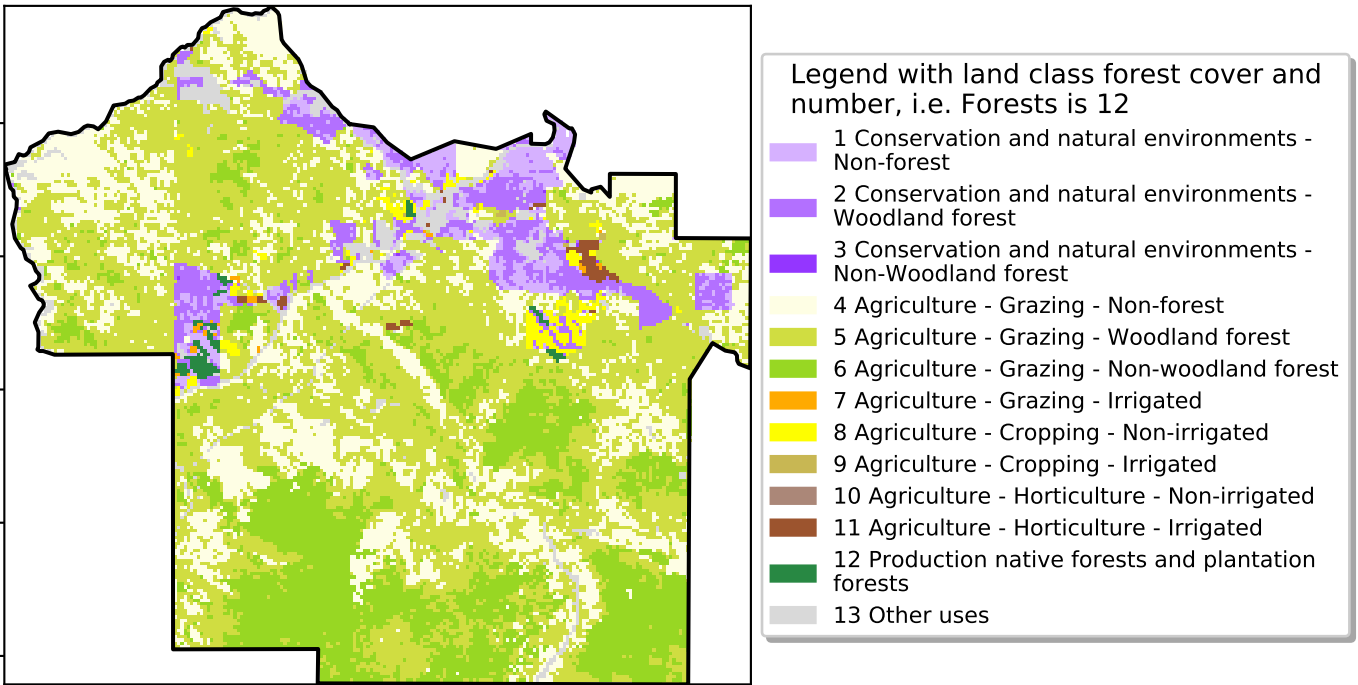 Legend with land class forest cover and
number, i.e. Forests is 12
1 Conservation and natural environments -
Non-forest
2 Conservation and natural environments -
Woodland forest
3 Conservation and natural environments -
Non-Woodland forest
4 Agriculture - Grazing - Non-forest
5 Agriculture - Grazing - Woodland forest
6 Agriculture - Grazing - Non-woodland forest
7 Agriculture - Grazing - Irrigated
8 Agriculture - Cropping - Non-irrigated
9 Agriculture - Cropping - Irrigated
10 Agriculture - Horticulture - Non-irrigated
11 Agriculture - Horticulture - Irrigated
12 Production native forests and plantation
forests
13 Other uses